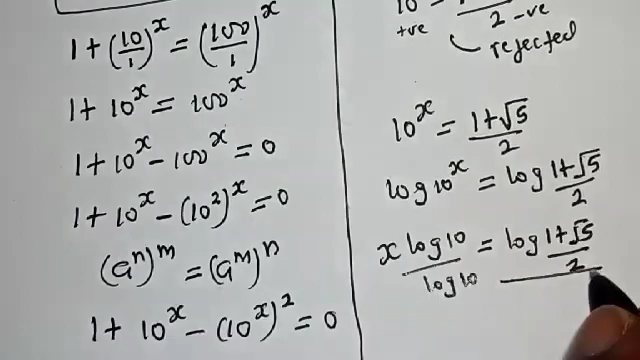 1 + (10/1)^x = (100/1)^x
1 + 10^x = 100^x
1 + 10^x - 100^x = 0
1 + 10^x - (10^2)^x = 0
(a^n)^m = (a^m)^n
1 + 10^x - (10^x)^2 = 0
10
+ve
2 -ve
rejected
10^x = (1+√5)/2
log 10^x = log (1+√5)/2
x log 10 / log 10 = log (1+√5)/2